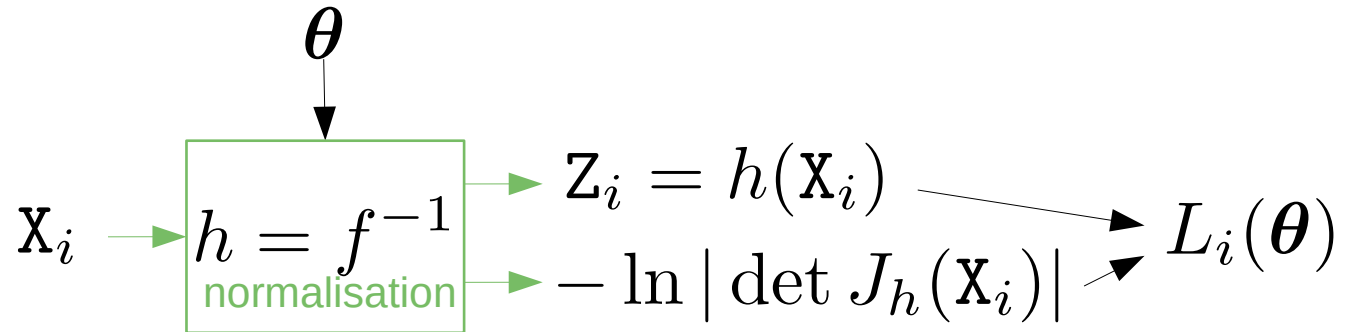 θ
X_i
h = f^{-1}
normalisation
Z_i = h(X_i)
− ln | det J_h(X_i)|
L_i(θ)